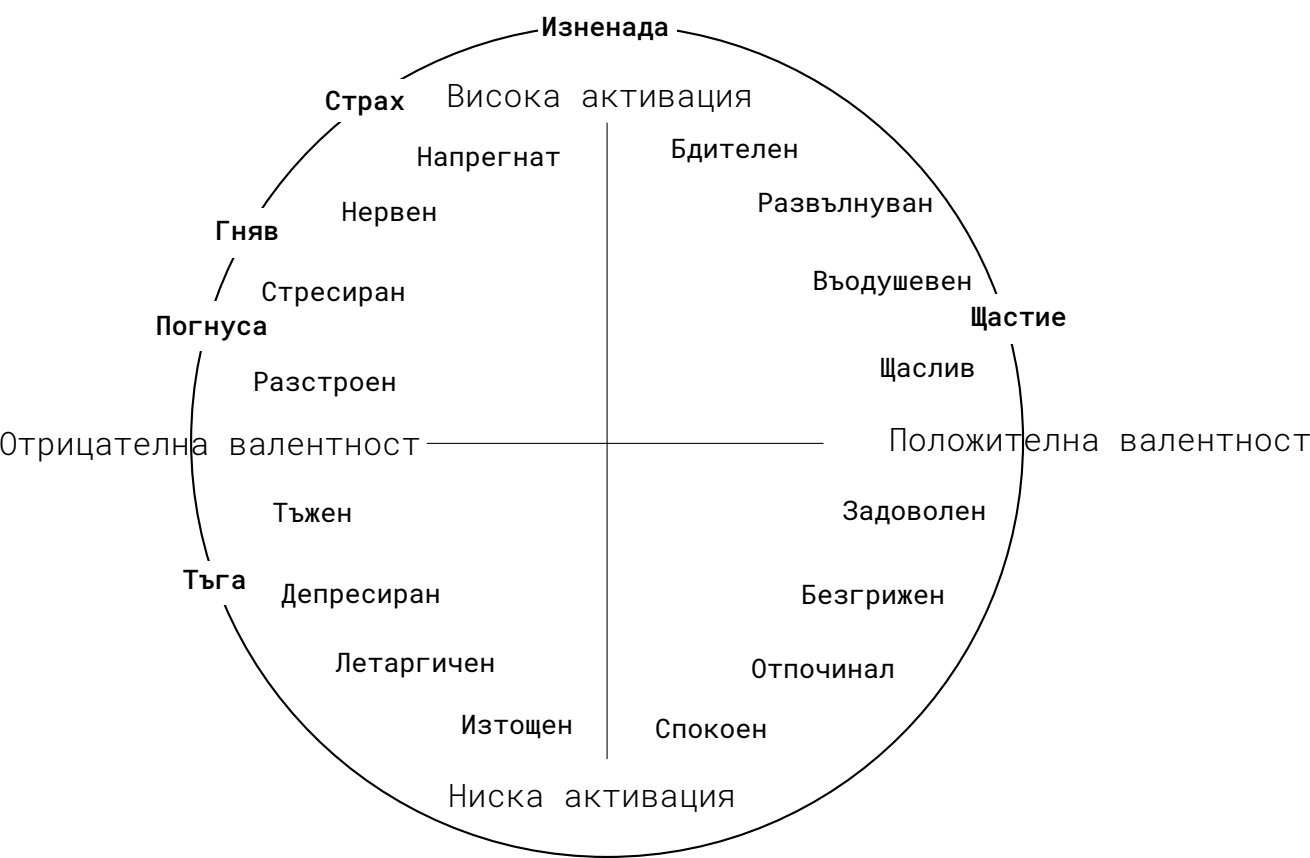 Изненада
Страх
Висока активация
Напрегнат
Бдителен
Нервен
Развълнуван
Гняв
Стресиран
Въодушевен
Погнуса
Щастие
Разстроен
Щаслив
Отрицателна валентност
Положителна валентност
Тъжен
Задоволен
Тъга
Депресиран
Безгрижен
Летаргичен
Отпочинал
Изтощен
Спокоен
Ниска активация